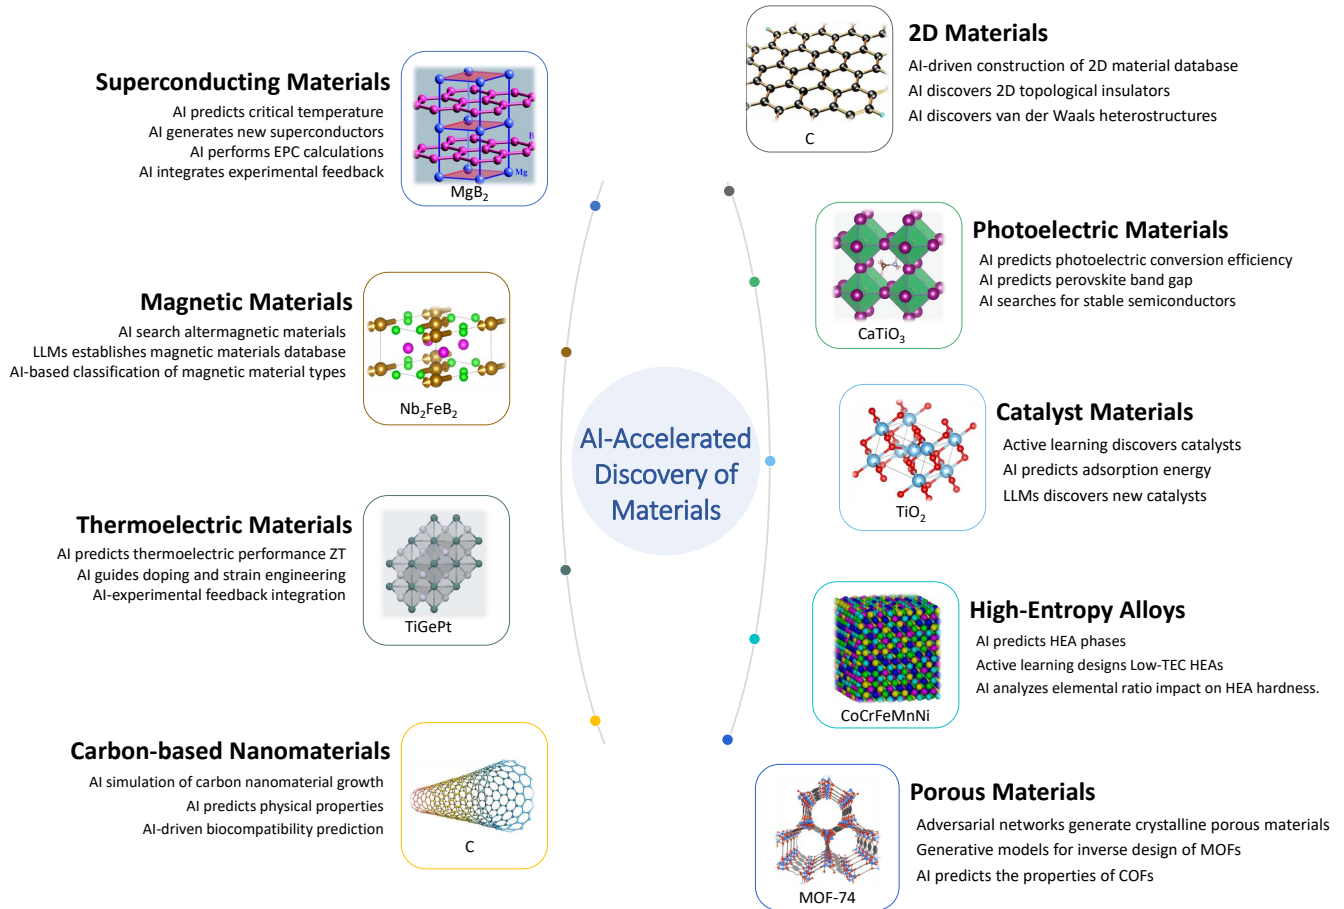 AI-Accelerated
Discovery of
Materials
Superconducting Materials
AI predicts critical temperature
AI generates new superconductors
AI performs EPC calculations
AI integrates experimental feedback
B
Mg
MgB₂
Magnetic Materials
AI search altermagnetic materials
LLMs establishes magnetic materials database
AI-based classification of magnetic material types
Nb₂FeB₂
Thermoelectric Materials
AI predicts thermoelectric performance ZT
AI guides doping and strain engineering
AI-experimental feedback integration
TiGePt
Carbon-based Nanomaterials
AI simulation of carbon nanomaterial growth
AI predicts physical properties
AI-driven biocompatibility prediction
C
2D Materials
AI-driven construction of 2D material database
AI discovers 2D topological insulators
AI discovers van der Waals heterostructures
C
Photoelectric Materials
AI predicts photoelectric conversion efficiency
AI predicts perovskite band gap
AI searches for stable semiconductors
CaTiO₃
Catalyst Materials
Active learning discovers catalysts
AI predicts adsorption energy
LLMs discovers new catalysts
TiO₂
High-Entropy Alloys
AI predicts HEA phases
Active learning designs Low-TEC HEAs
AI analyzes elemental ratio impact on HEA hardness.
CoCrFeMnNi
Porous Materials
Adversarial networks generate crystalline porous materials
Generative models for inverse design of MOFs
AI predicts the properties of COFs
MOF-74